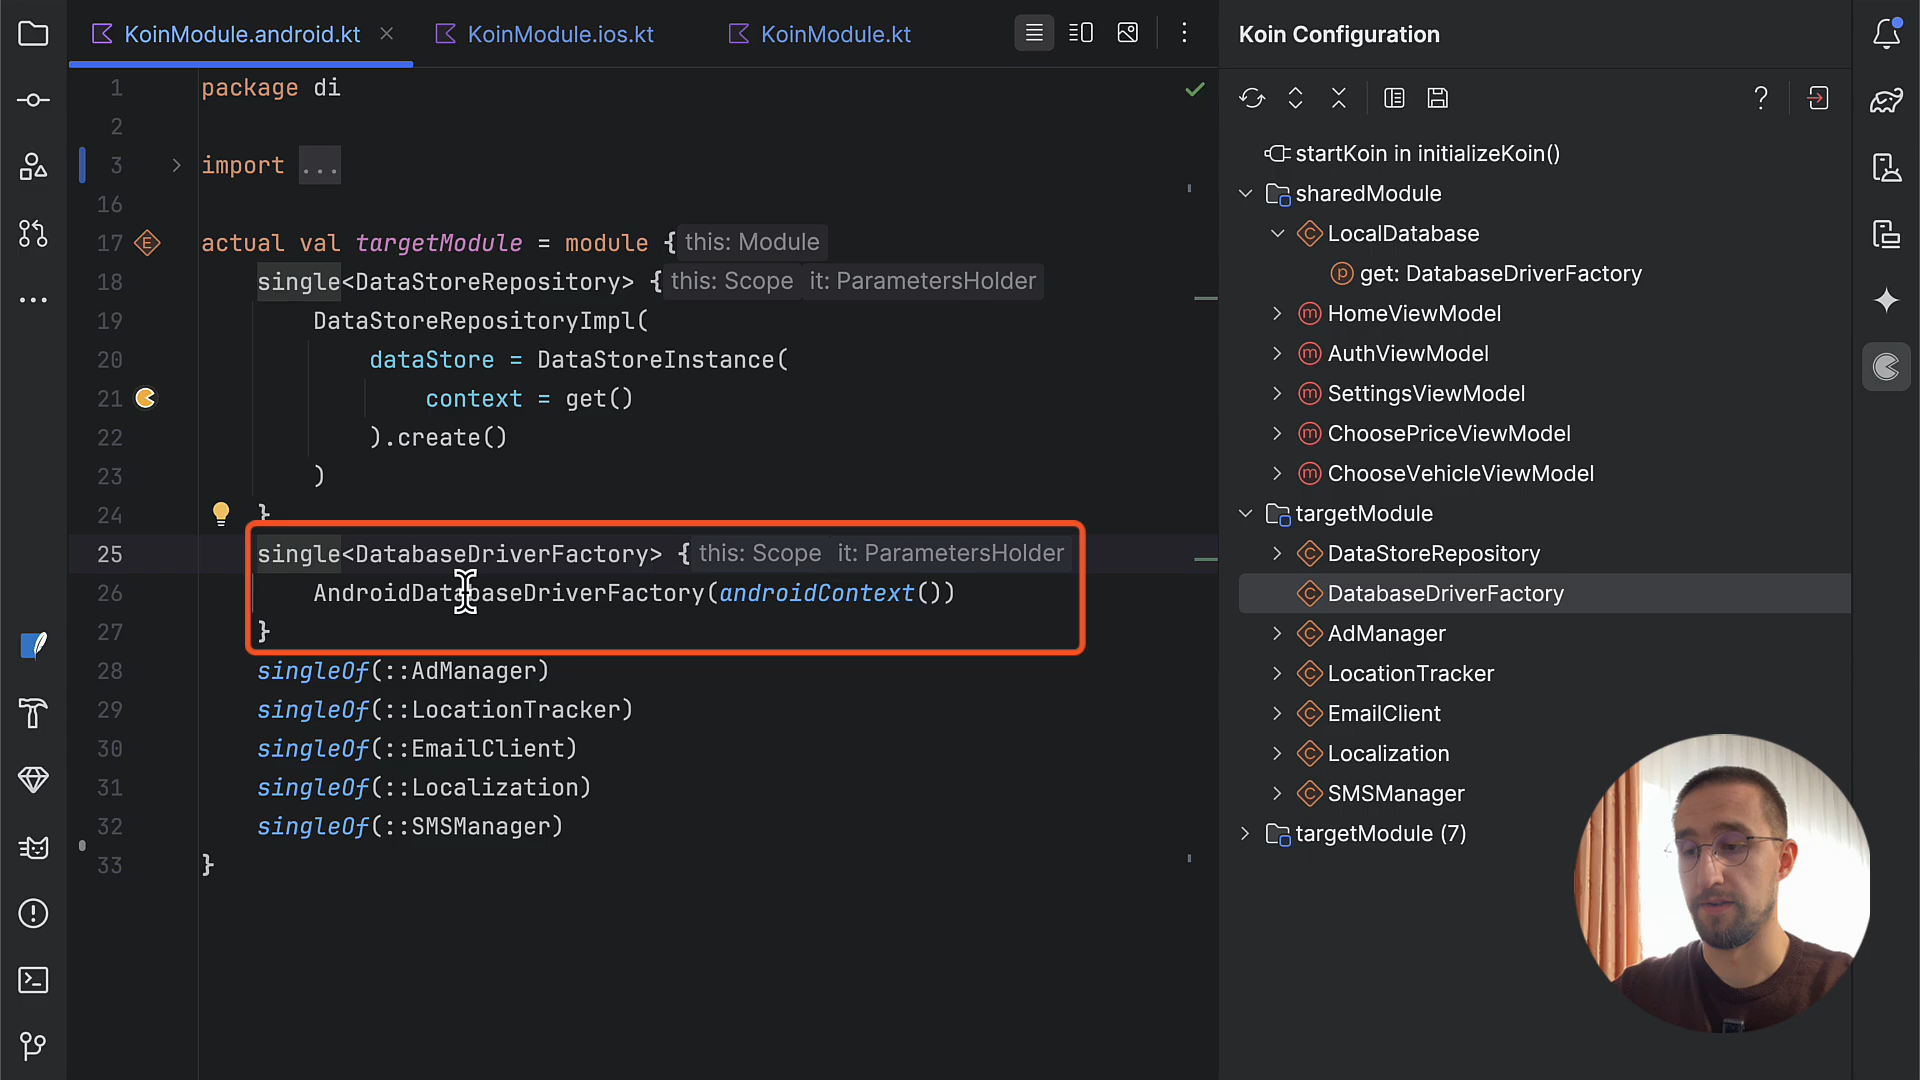 KoinModule.android.kt
KoinModule.ios.kt
KoinModule.kt
1 package di
2
3 import ...
16
17 actual val targetModule = module { this: Module
18 single<DataStoreRepository> { this: Scope it: ParametersHolder
19 DataStoreRepositoryImpl(
20 dataStore = DataStoreInstance(
21 context = get()
22 ).create()
23 )
24 }
25 single<DatabaseDriverFactory> { this: Scope it: ParametersHolder
26 AndroidDatabaseDriverFactory(androidContext())
27 }
28 singleOf(::AdManager)
29 singleOf(::LocationTracker)
30 singleOf(::EmailClient)
31 singleOf(::Localization)
32 singleOf(::SMSManager)
33 }
Koin Configuration
?
startKoin in initializeKoin()
sharedModule
C LocalDatabase
p get: DatabaseDriverFactory
m HomeViewModel
m AuthViewModel
m SettingsViewModel
m ChoosePriceViewModel
m ChooseVehicleViewModel
targetModule
C DataStoreRepository
C DatabaseDriverFactory
C AdManager
C LocationTracker
C EmailClient
C Localization
C SMSManager
targetModule (7)